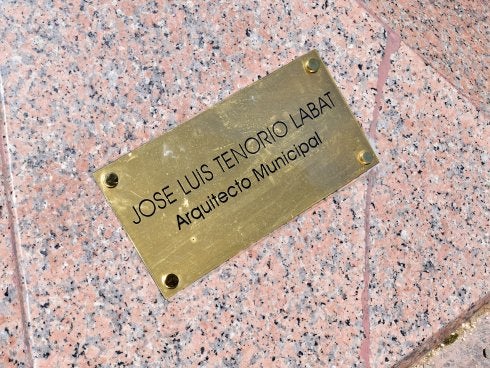 JOSE LUIS TENORIO LABAT
Arquitecto Municipal